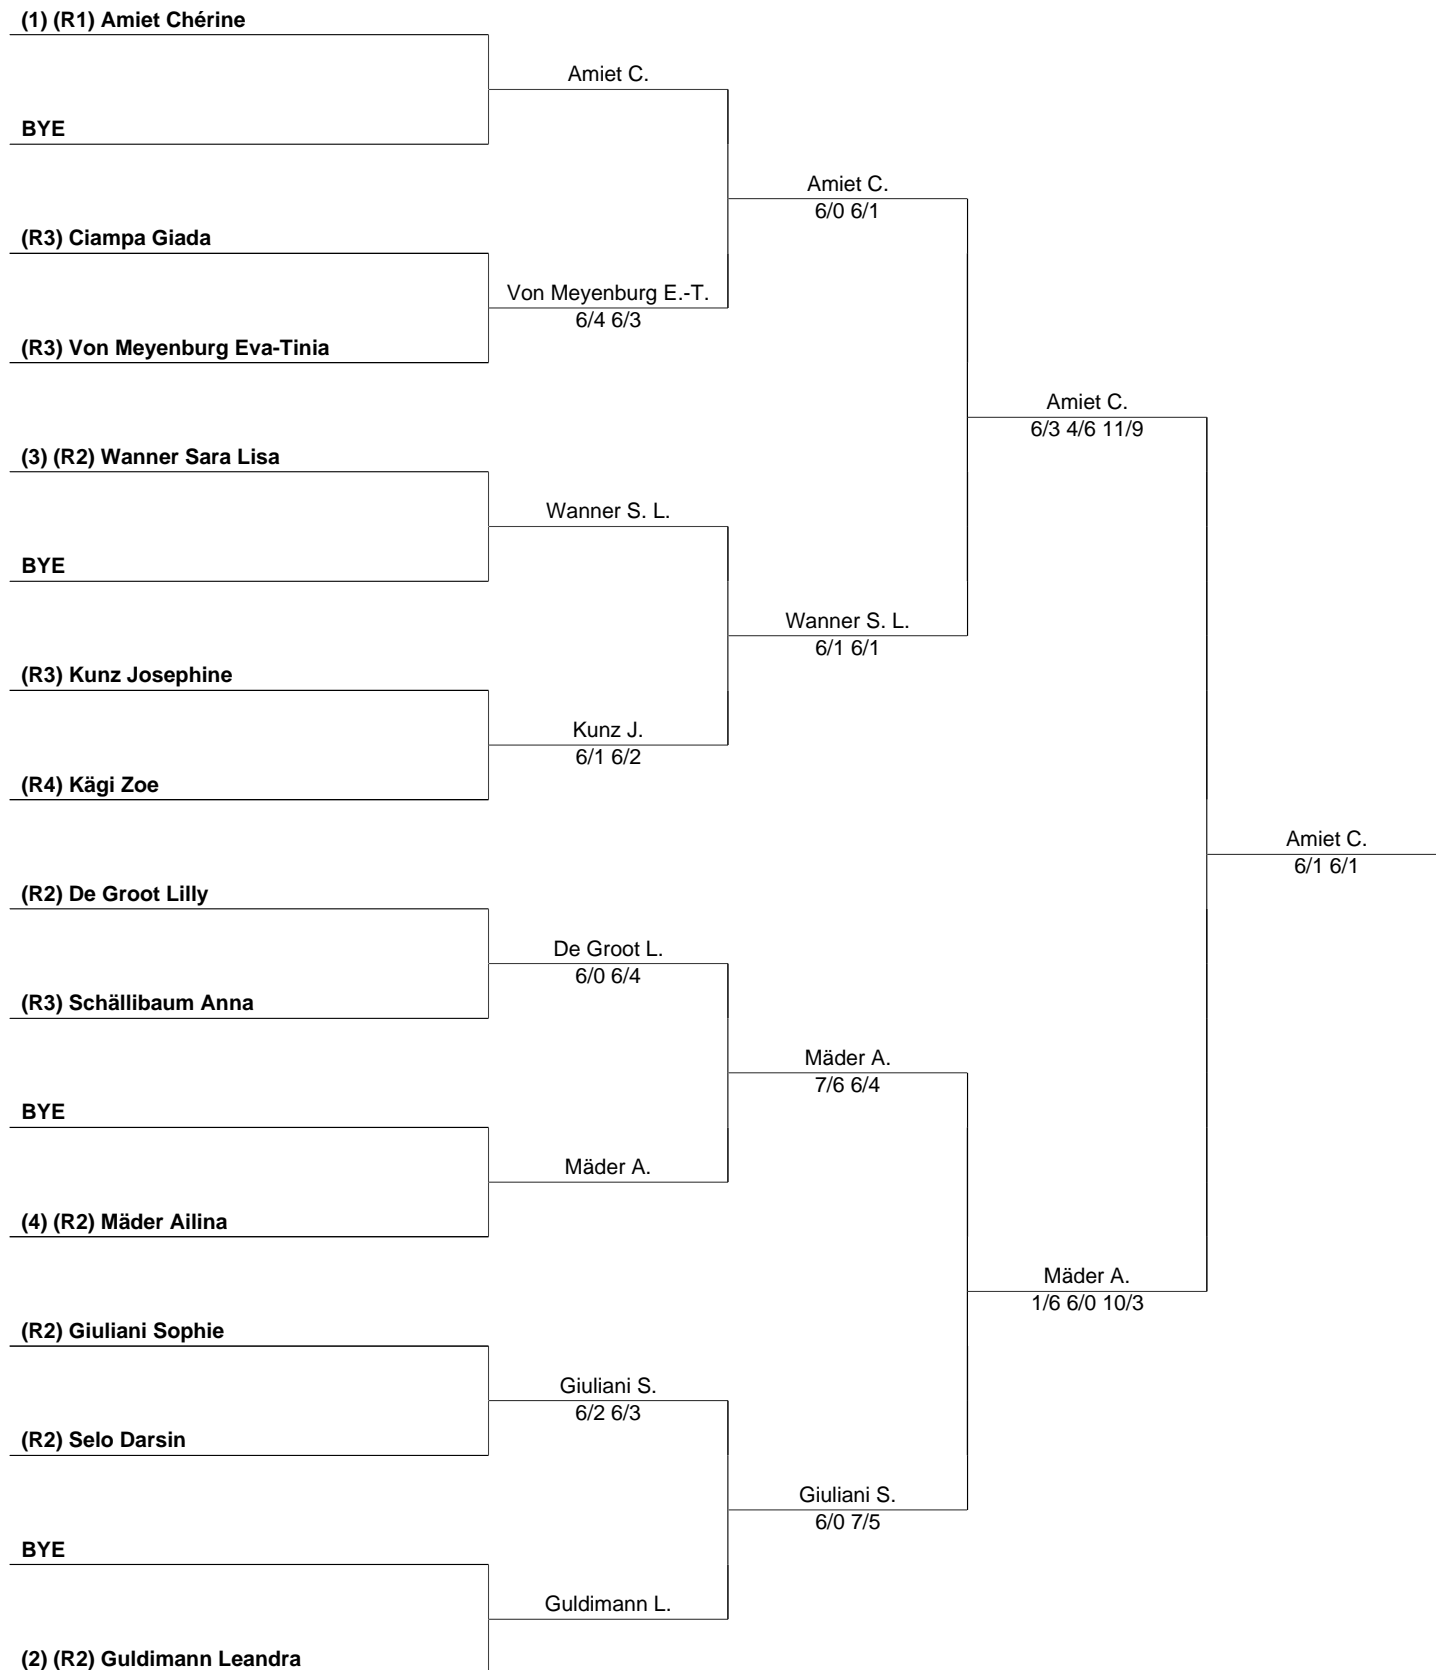 (1) (R1) Amiet Chérine
Amiet C.
BYE
Amiet C.
6/0 6/1
(R3) Ciampa Giada
Von Meyenburg E.-T.
6/4 6/3
(R3) Von Meyenburg Eva-Tinia
Amiet C.
6/3 4/6 11/9
(3) (R2) Wanner Sara Lisa
Wanner S. L.
BYE
Wanner S. L.
6/1 6/1
(R3) Kunz Josephine
Kunz J.
6/1 6/2
(R4) Kägi Zoe
Amiet C.
6/1 6/1
(R2) De Groot Lilly
De Groot L.
6/0 6/4
(R3) Schällibaum Anna
Mäder A.
7/6 6/4
BYE
Mäder A.
(4) (R2) Mäder Ailina
Mäder A.
1/6 6/0 10/3
(R2) Giuliani Sophie
Giuliani S.
6/2 6/3
(R2) Selo Darsin
Giuliani S.
6/0 7/5
BYE
Guldimann L.
(2) (R2) Guldimann Leandra